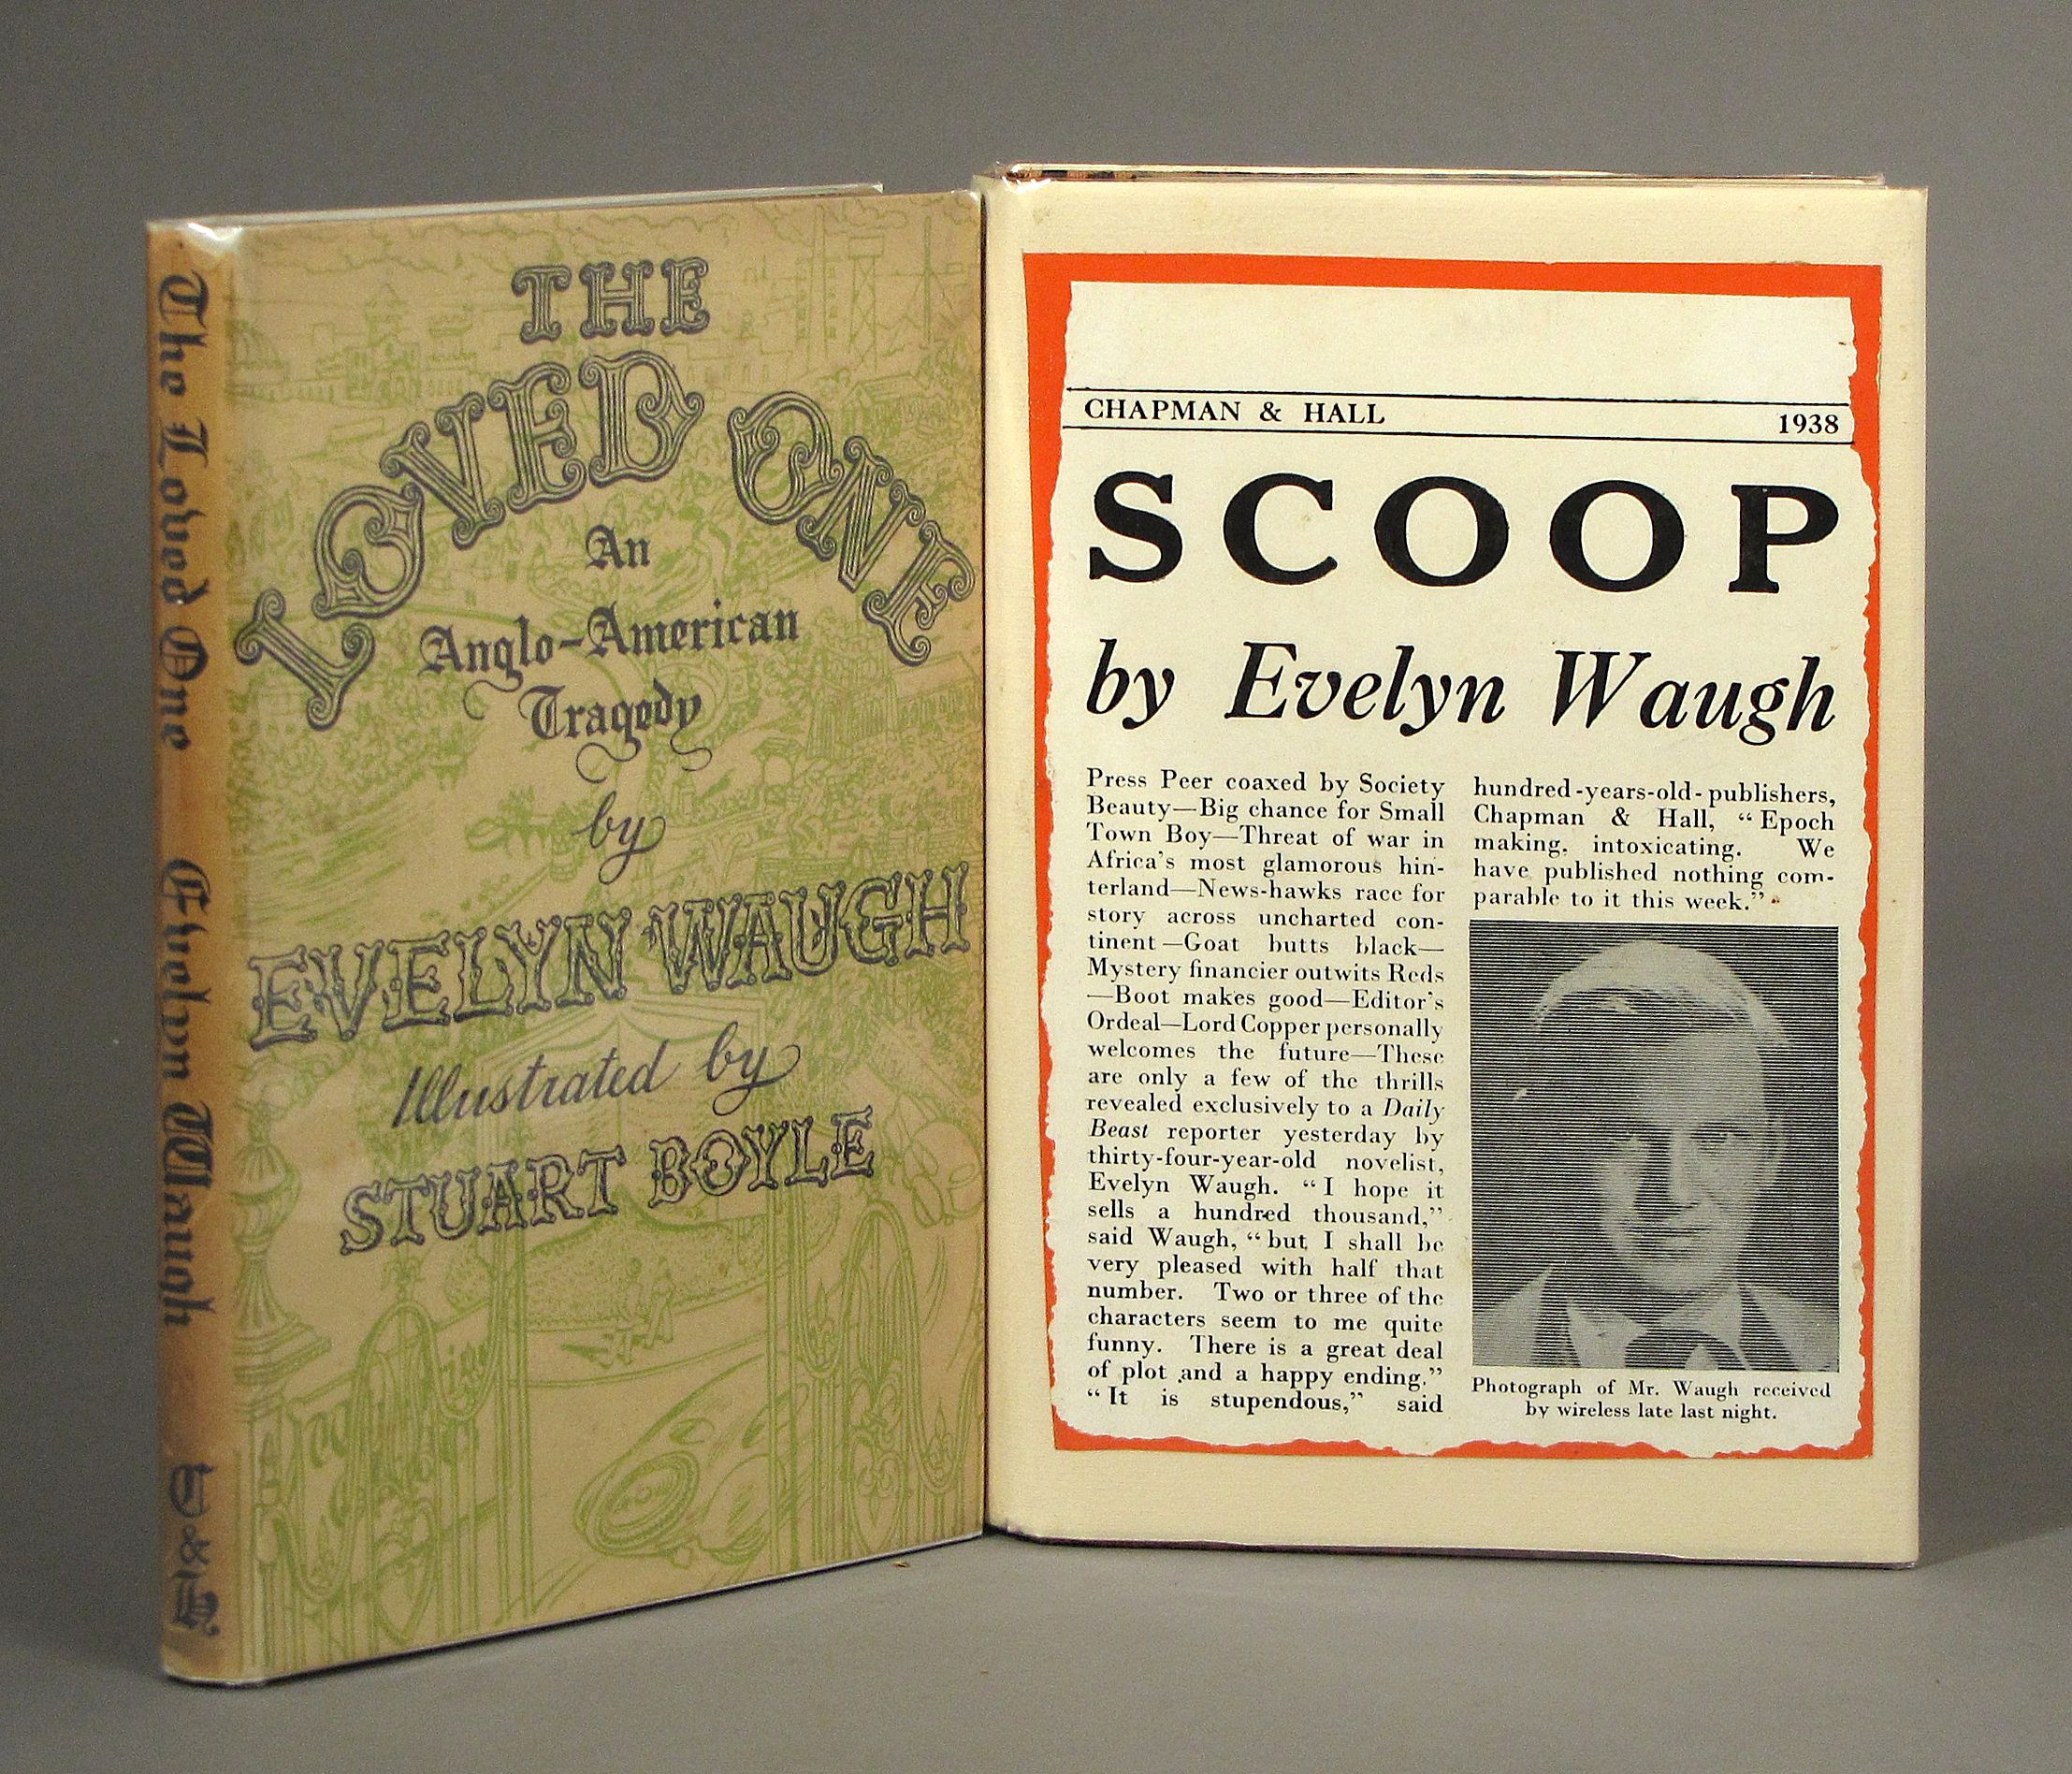 The Loved One Evelyn Waugh C & H
THE
LOVED ONE
An
Anglo-American
Tragedy
by
EVELYN WAUGH
Illustrated by
STUART BOYLE
CHAPMAN & HALL 1938
SCOOP
by Evelyn Waugh
Press Peer coaxed by Society
Beauty—Big chance for Small
Town Boy—Threat of war in
Africa's most glamorous hin-
terland—News-hawks race for
story across uncharted con-
tinent—Goat butts black—
Mystery financier outwits Reds
—Boot makes good—Editor's
Ordeal—Lord Copper personally
welcomes the future—These
are only a few of the thrills
revealed exclusively to a Daily
Beast reporter yesterday by
thirty-four-year-old novelist,
Evelyn Waugh. "I hope it
sells a hundred thousand,"
said Waugh, "but I shall be
very pleased with half that
number. Two or three of the
characters seem to me quite
funny. There is a great deal
of plot and a happy ending."
"It is stupendous," said
hundred-years-old-publishers,
Chapman & Hall, "Epoch
making, intoxicating. We
have published nothing com-
parable to it this week."
Photograph of Mr. Waugh received
by wireless late last night.